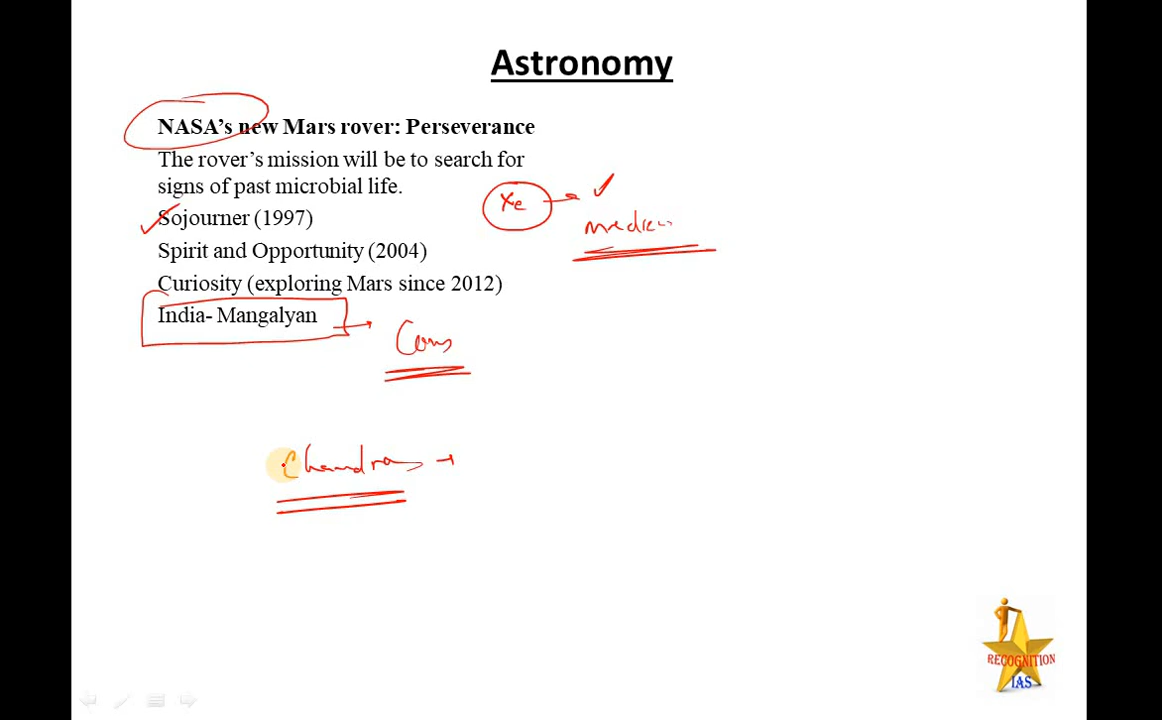 Astronomy
NASA's new Mars rover: Perseverance
The rover's mission will be to search for
signs of past microbial life.
Xe
Sojourner (1997)
Spirit and Opportunity (2004)
Curiosity (exploring Mars since 2012)
India- Mangalyan
RECOGNITION
IAS